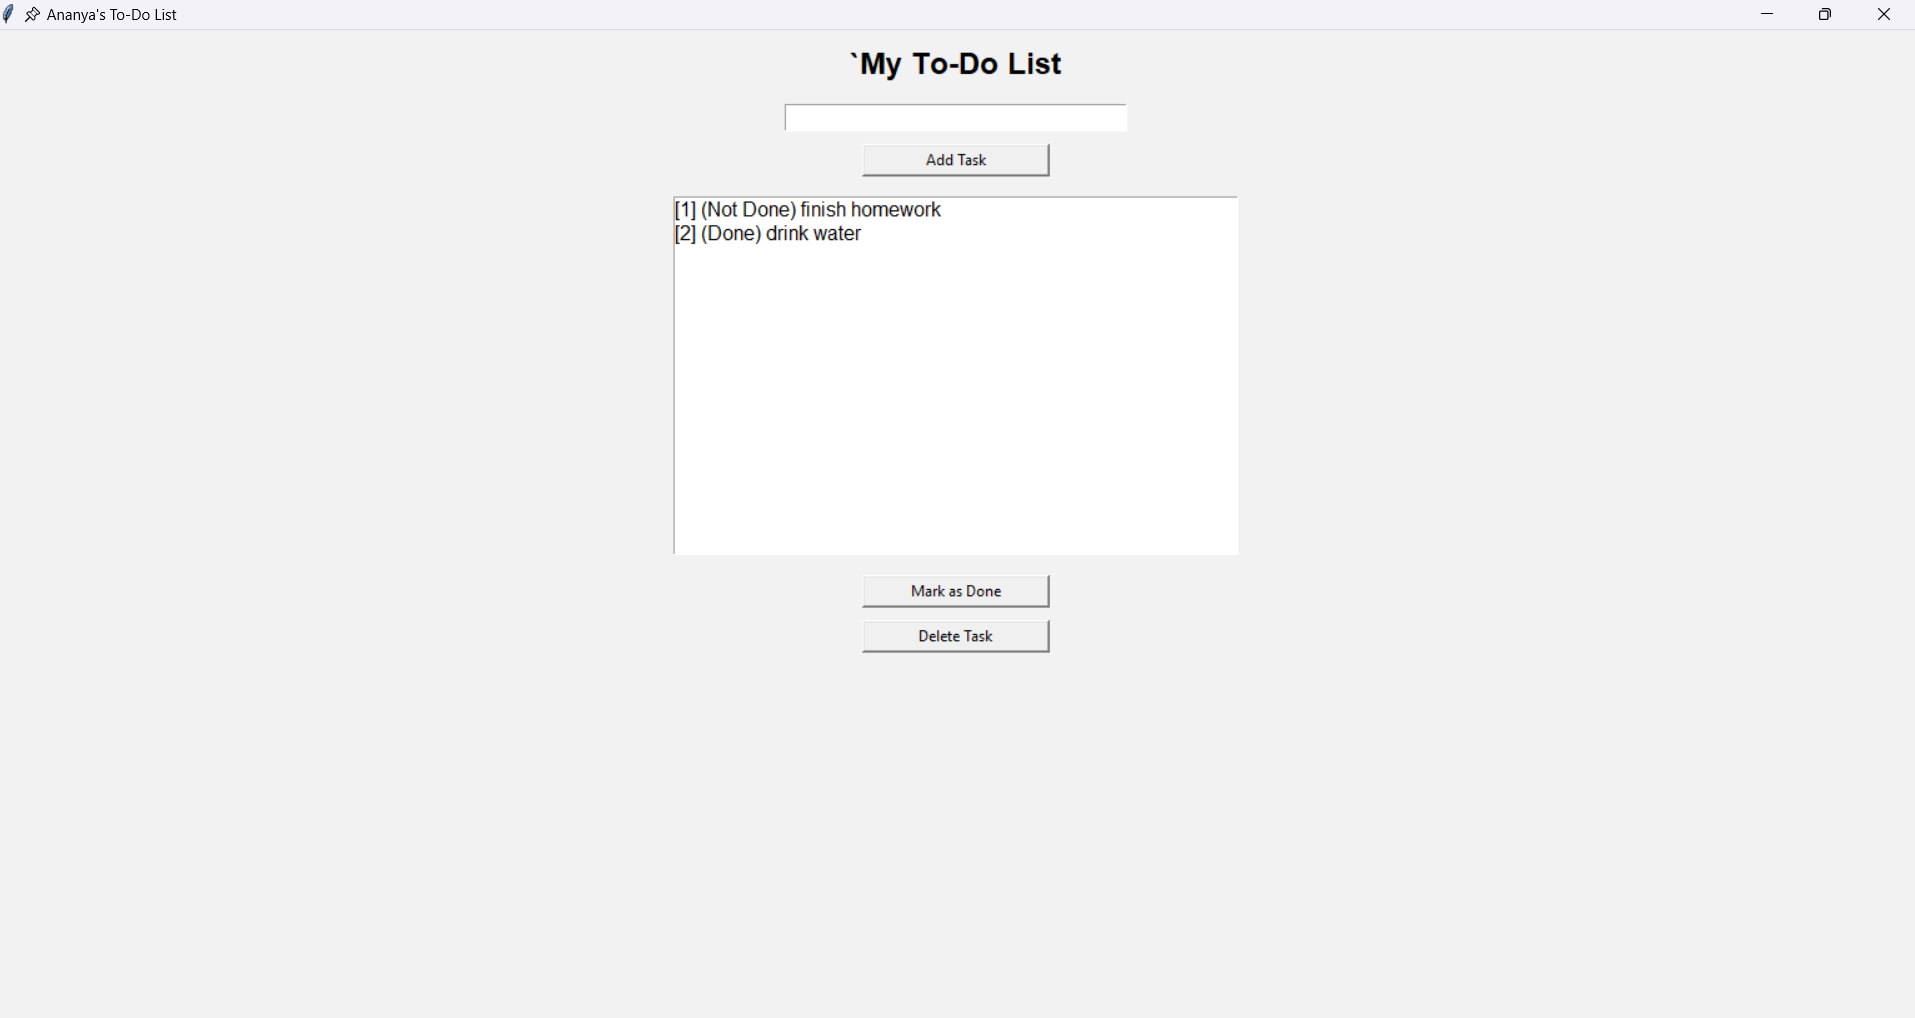 📌 Ananya's To-Do List
`My To-Do List
Add Task
[1] (Not Done) finish homework
[2] (Done) drink water
Mark as Done
Delete Task